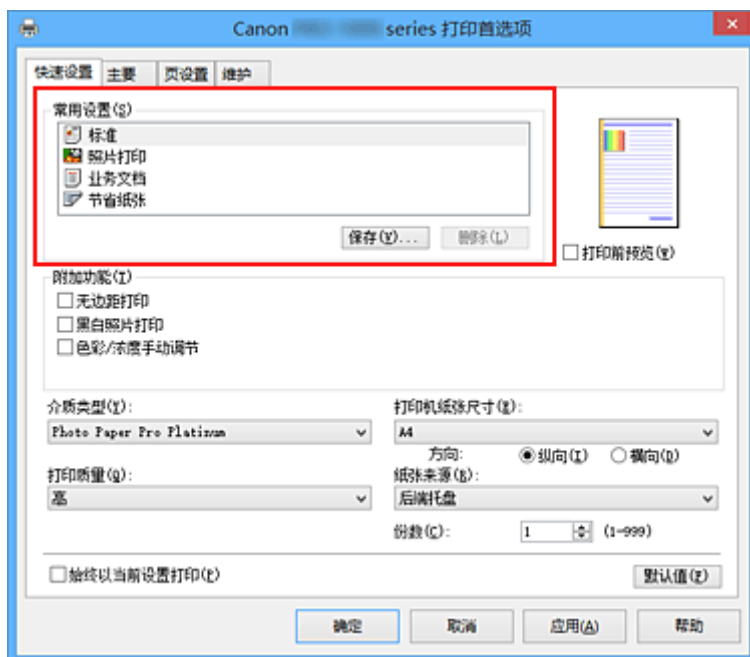 Canon series 打印首选项
快速设置 主要 页设置 维护
常用设置(S)
标准
照片打印
业务文档
节省纸张
保存(V)... 删除(L)
打印前预览(W)
附加功能(I)
无边距打印
黑白照片打印
色彩/浓度手动调节
介质类型(Y): 打印机纸张尺寸(Z):
Photo Paper Pro Platinum A4
方向: 纵向(I) 横向(D)
打印质量(Q): 纸张来源(B):
高 后端托盘
份数(C): 1 (1-999)
始终以当前设置打印(P) 默认值(F)
确定 取消 应用(A) 帮助